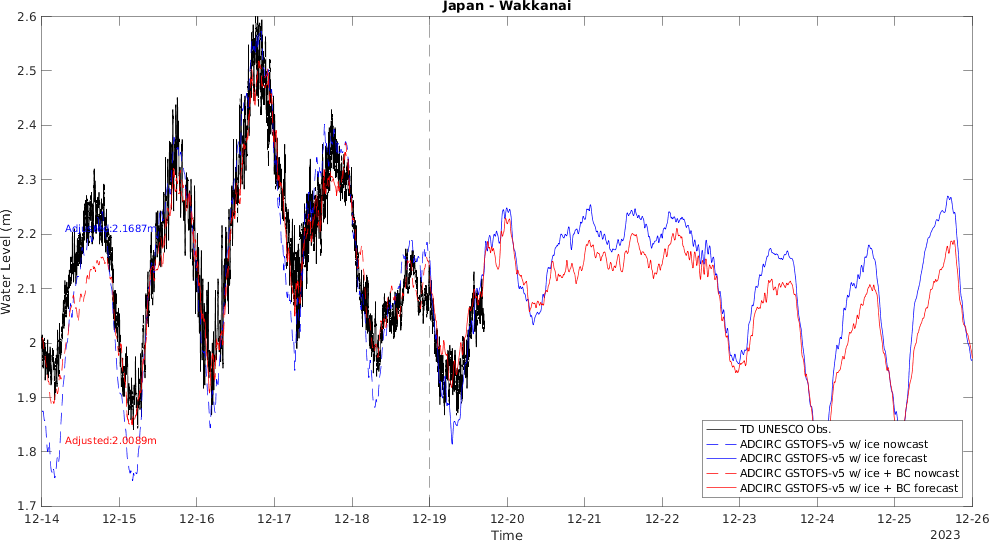 Japan - Wakkanai
Water Level (m)
2.6
2.5
2.4
2.3
2.2
2.1
2
1.9
1.8
1.7
Adjusted:2.1687m
Adjusted:2.0089m
TD UNESCO Obs.
ADCIRC GSTOFS-v5 w/ ice nowcast
ADCIRC GSTOFS-v5 w/ ice forecast
ADCIRC GSTOFS-v5 w/ ice + BC nowcast
ADCIRC GSTOFS-v5 w/ ice + BC forecast
12-14 12-15 12-16 12-17 12-18 12-19 12-20 12-21 12-22 12-23 12-24 12-25 12-26
Time
2023